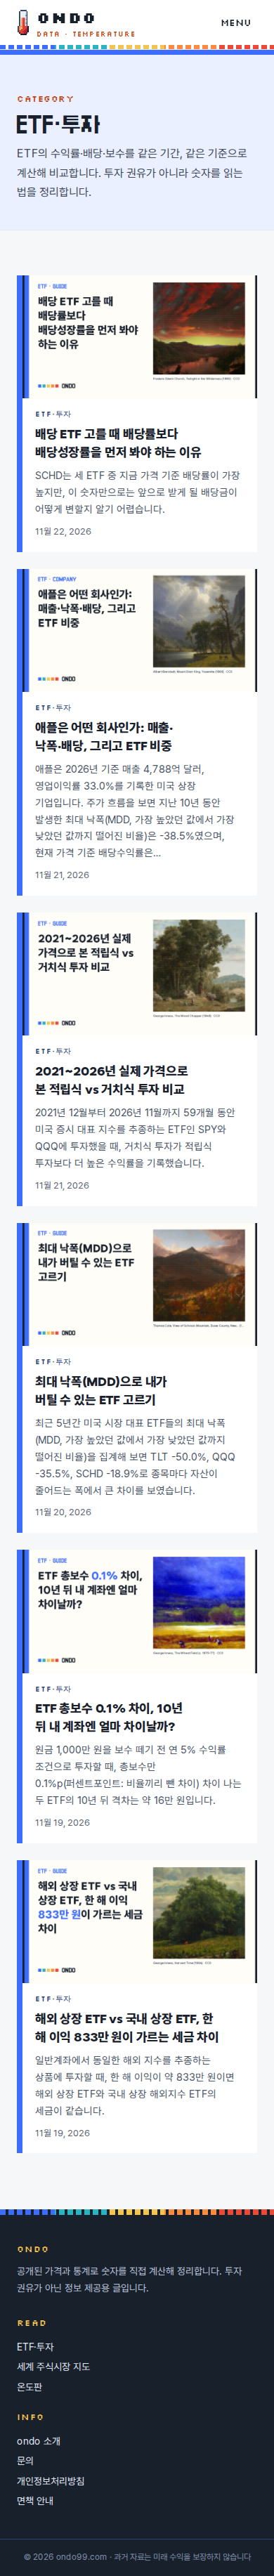 ONDO
DATA · TEMPERATURE
MENU
CATEGORY
ETF·투자
ETF의 수익률·배당·보수를 같은 기간, 같은 기준으로
계산해 비교합니다. 투자 권유가 아니라 숫자를 읽는
법을 정리합니다.
ETF · GUIDE
배당 ETF 고를 때
배당률보다
배당성장률을 먼저 봐야
하는 이유
ONDO
ETF·투자
배당 ETF 고를 때 배당률보다
배당성장률을 먼저 봐야 하는 이유
SCHD는 세 ETF 중 지금 가격 기준 배당률이 가장
높지만, 이 숫자만으로는 앞으로 받게 될 배당금이
어떻게 변할지 알기 어렵습니다.
11월 22, 2026
ETF · COMPANY
애플은 어떤 회사인가:
매출·낙폭·배당, 그리고
ETF 비중
ONDO
ETF·투자
애플은 어떤 회사인가: 매출·
낙폭·배당, 그리고 ETF 비중
애플은 2026년 기준 매출 4,788억 달러,
영업이익률 33.0%를 기록한 미국 상장
기업입니다. 주가 흐름을 보면 지난 10년 동안
발생한 최대 낙폭(MDD, 가장 높았던 값에서 가장
낮았던 값까지 떨어진 비율)은 -38.5%였으며,
현재 가격 기준 배당수익률은...
11월 21, 2026
ETF · GUIDE
2021~2026년 실제
가격으로 본 적립식 vs
거치식 투자 비교
ONDO
ETF·투자
2021~2026년 실제 가격으로
본 적립식 vs 거치식 투자 비교
2021년 12월부터 2026년 11월까지 59개월 동안
미국 증시 대표 지수를 추종하는 ETF인 SPY와
QQQ에 투자했을 때, 거치식 투자가 적립식
투자보다 더 높은 수익률을 기록했습니다.
11월 21, 2026
ETF · GUIDE
최대 낙폭(MDD)으로
내가 버틸 수 있는 ETF
고르기
ONDO
ETF·투자
최대 낙폭(MDD)으로 내가
버틸 수 있는 ETF 고르기
최근 5년간 미국 시장 대표 ETF들의 최대 낙폭
(MDD, 가장 높았던 값에서 가장 낮았던 값까지
떨어진 비율)을 집계해 보면 TLT -50.0%, QQQ
-35.5%, SCHD -18.9%로 종목마다 자산이
줄어드는 폭에서 큰 차이를 보였습니다.
11월 20, 2026
ETF · GUIDE
ETF 총보수 0.1% 차이,
10년 뒤 내 계좌엔 얼마
차이날까?
ONDO
ETF·투자
ETF 총보수 0.1% 차이, 10년
뒤 내 계좌엔 얼마 차이날까?
원금 1,000만 원을 보수 떼기 전 연 5% 수익률
조건으로 투자할 때, 총보수만
0.1%p(퍼센트포인트: 비율끼리 뺀 차이) 차이 나는
두 ETF의 10년 뒤 격차는 약 16만 원입니다.
11월 19, 2026
ETF · GUIDE
해외 상장 ETF vs 국내
상장 ETF, 한 해 이익
833만 원이 가르는 세금
차이
ONDO
ETF·투자
해외 상장 ETF vs 국내 상장 ETF, 한
해 이익 833만 원이 가르는 세금 차이
일반계좌에서 동일한 해외 지수를 추종하는
상품에 투자할 때, 한 해 이익이 약 833만 원이면
해외 상장 ETF와 국내 상장 해외지수 ETF의
세금이 같습니다.
11월 19, 2026
ONDO
공개된 가격과 통계로 숫자를 직접 계산해 정리합니다. 투자
권유가 아닌 정보 제공용 글입니다.
READ
ETF·투자
세계 주식시장 지도
온도판
INFO
ondo 소개
문의
개인정보처리방침
면책 안내
© 2026 ondo99.com · 과거 자료는 미래 수익을 보장하지 않습니다